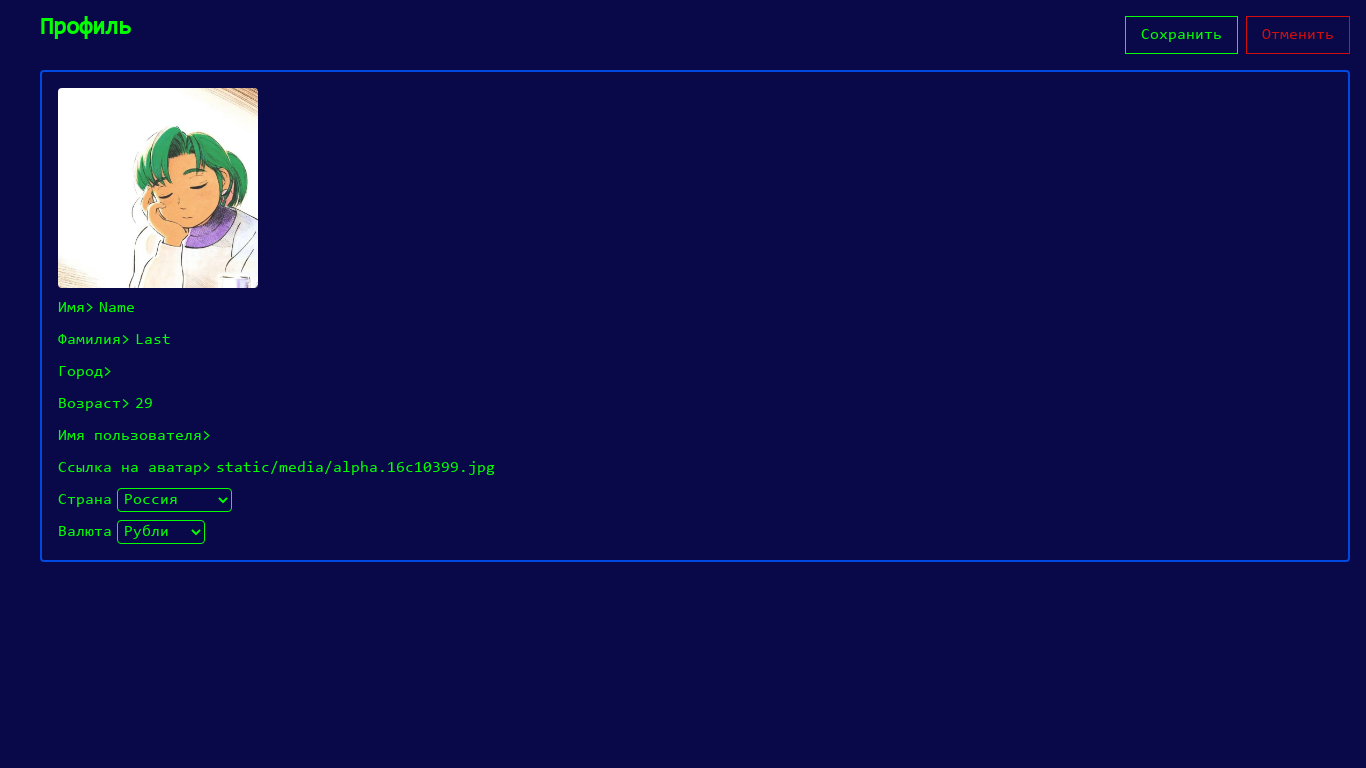 Профиль
Сохранить Отменить
Имя> Name
Фамилия> Last
Город>
Возраст> 29
Имя пользователя>
Ссылка на аватар> static/media/alpha.16c10399.jpg
Страна Россия
Валюта Рубли